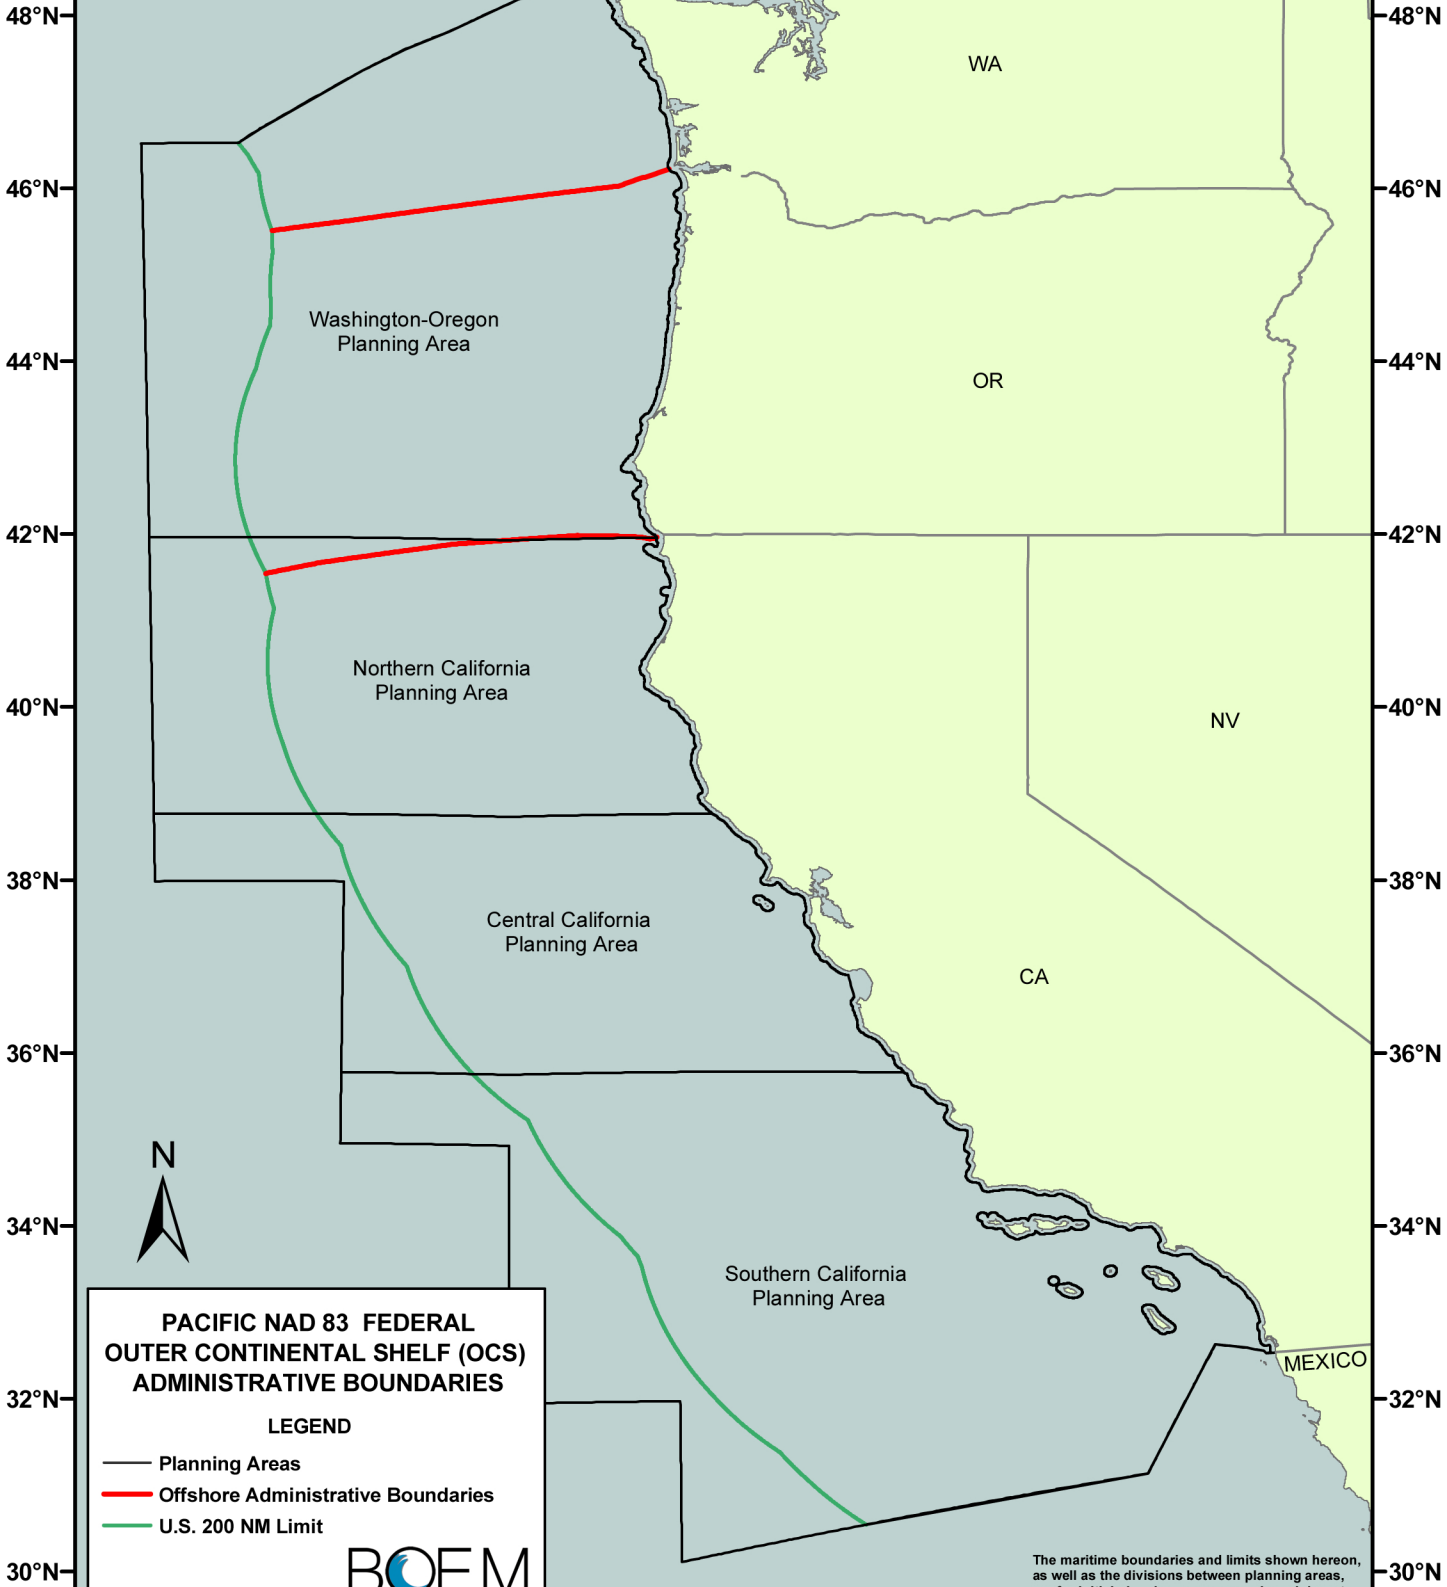 48°N
48°N
WA
46°N
46°N
Washington-Oregon
Planning Area
44°N
44°N
OR
42°N
42°N
Northern California
Planning Area
40°N
40°N
NV
38°N
38°N
Central California
Planning Area
CA
36°N
36°N
N
34°N
34°N
Southern California
Planning Area
PACIFIC NAD 83 FEDERAL
OUTER CONTINENTAL SHELF (OCS)
ADMINISTRATIVE BOUNDARIES
MEXICO
32°N
32°N
LEGEND
Planning Areas
Offshore Administrative Boundaries
U.S. 200 NM Limit
BOEM
The maritime boundaries and limits shown hereon,
as well as the divisions between planning areas,
30°N
30°N